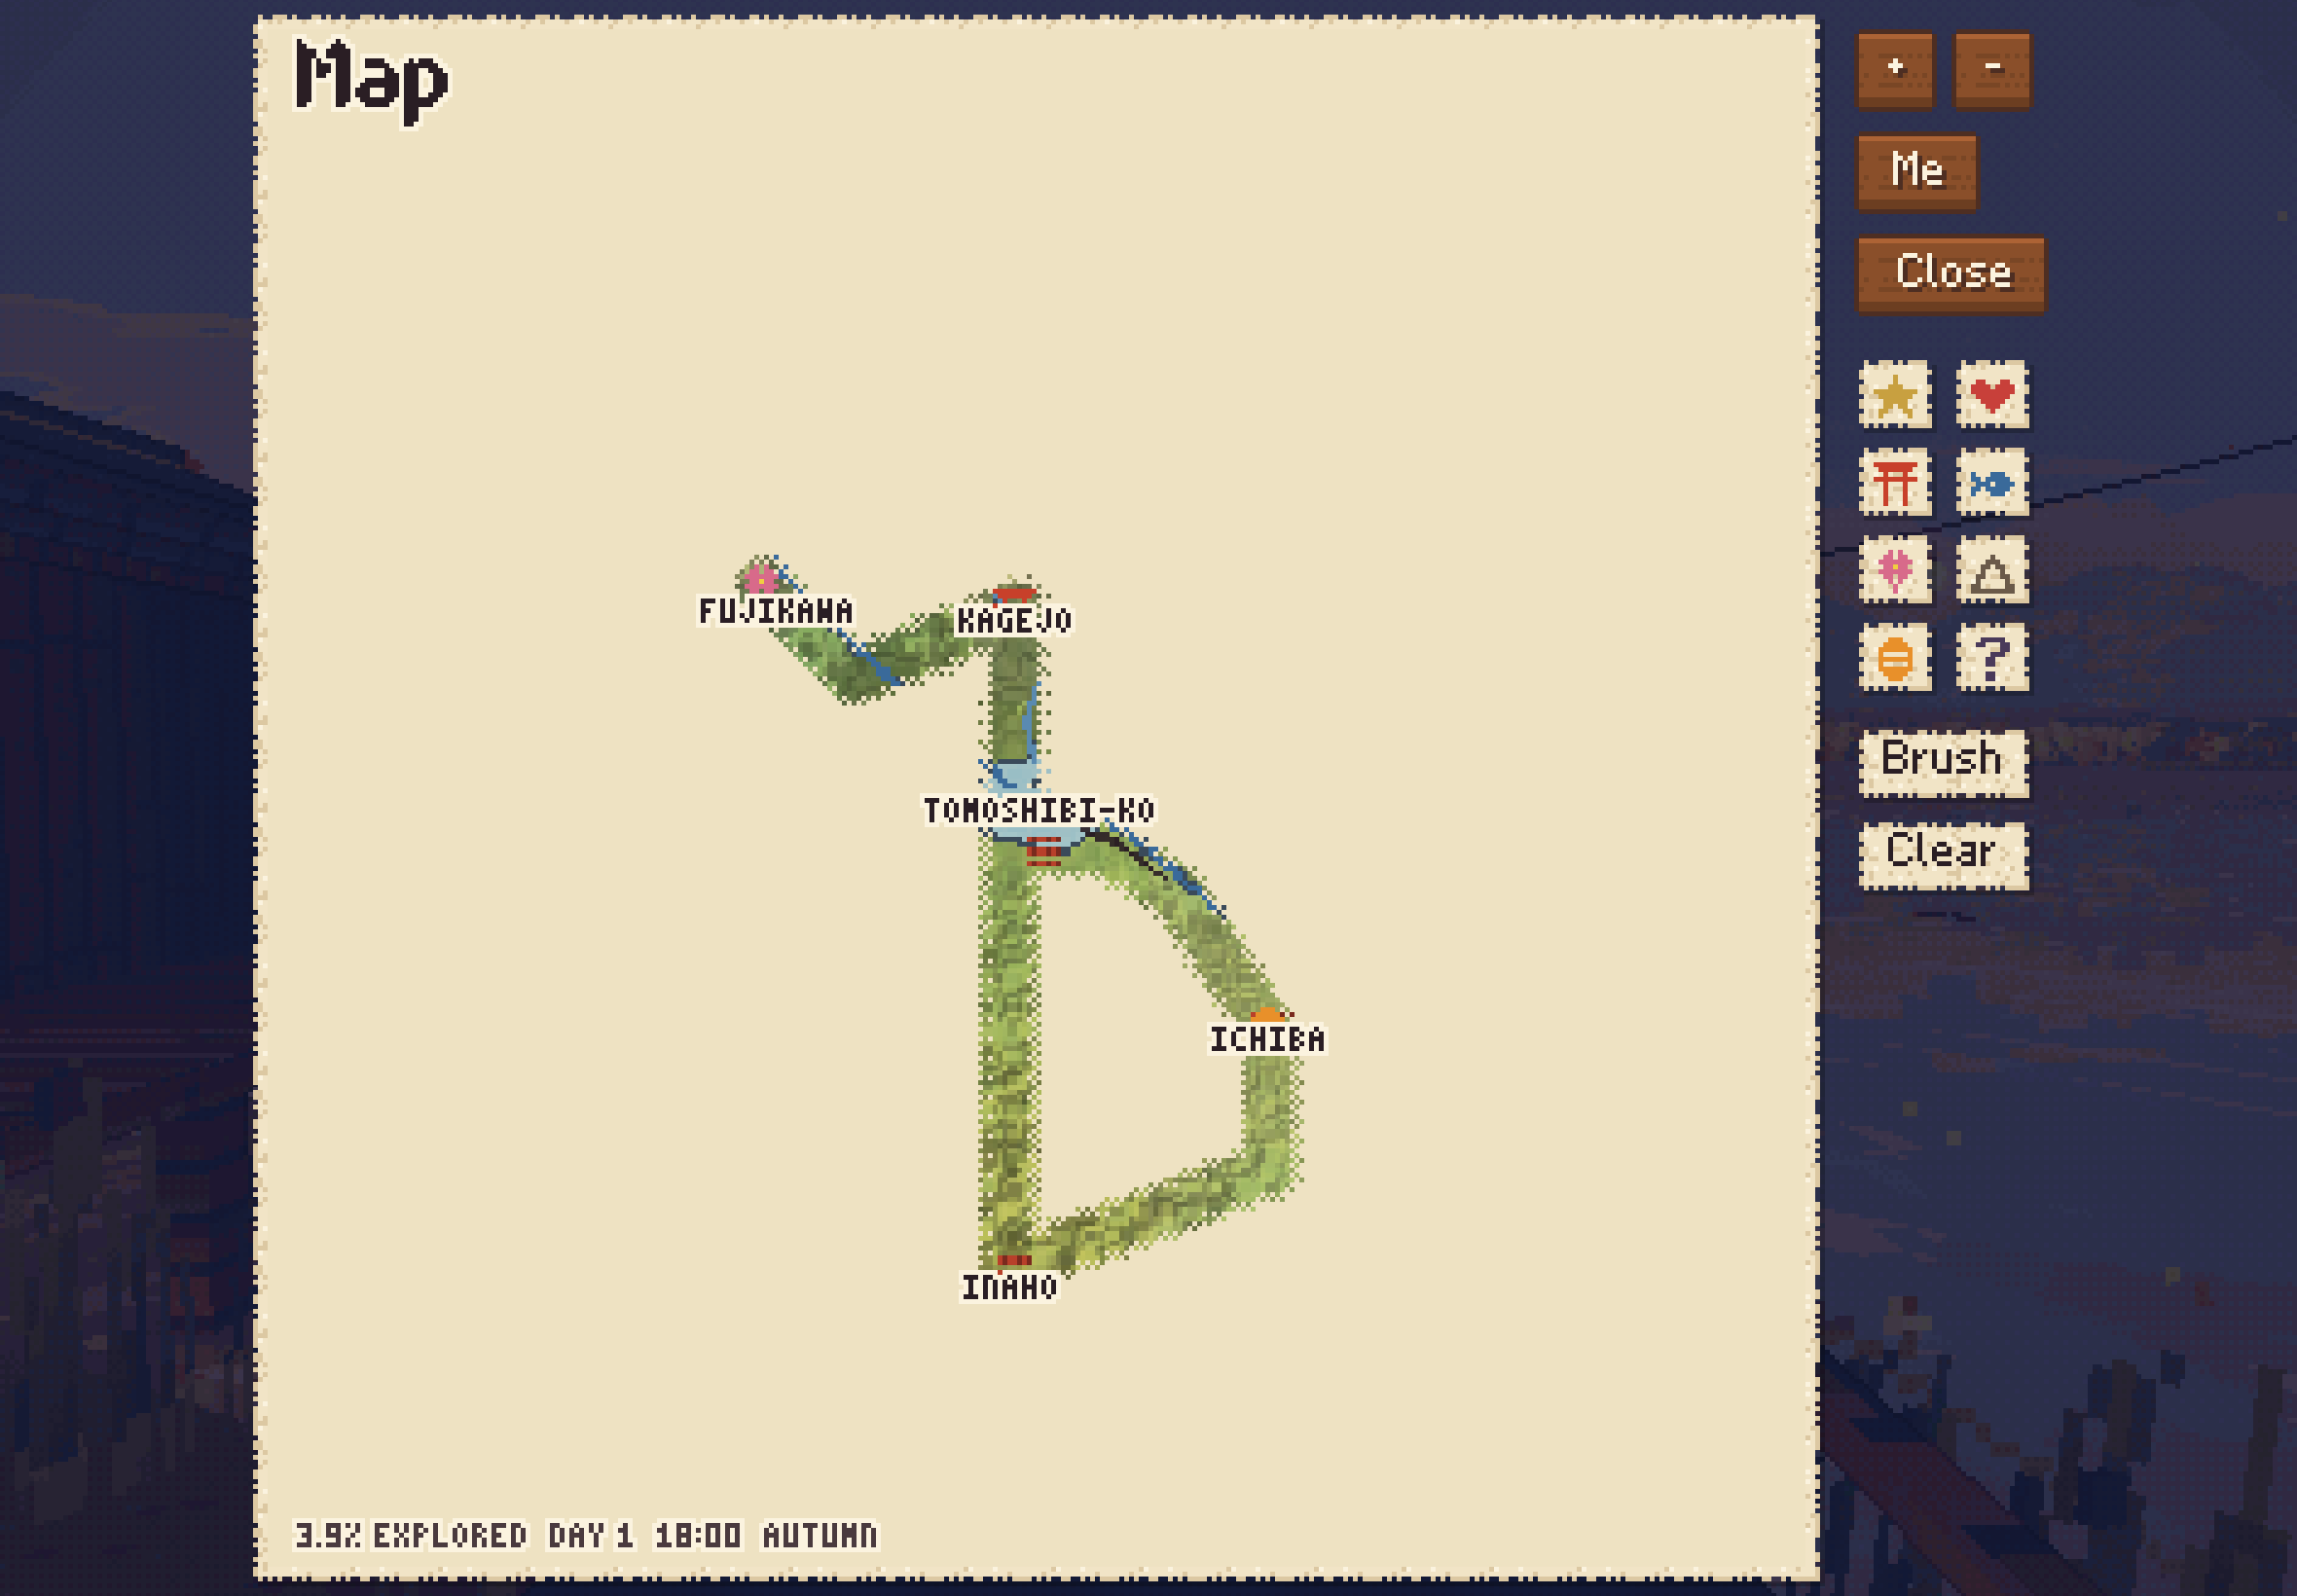 Map
+ -
Me
Close
FUJIKAWA
KAGEJO
?
Brush
TOMOSHIBI-KO
Clear
ICHIBA
INAHO
3.9% EXPLORED DAY 1 18:00 AUTUMN